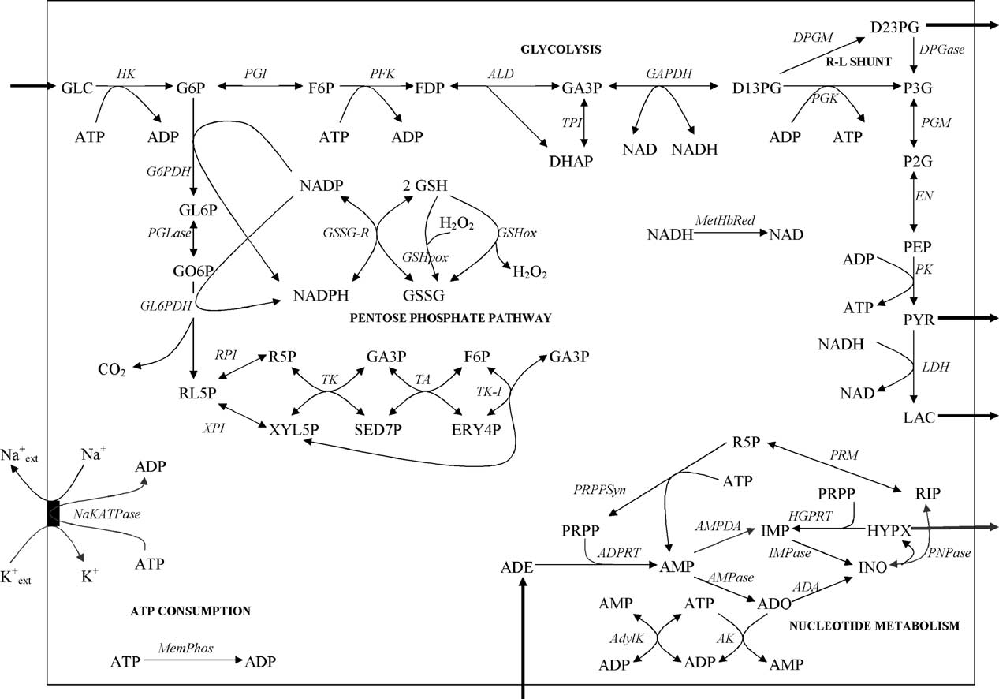 D23PG
DPGM
DPGase
GLYCOLYSIS
R-L SHUNT
HK
PGI
PFK
ALD
GAPDH
GLC
G6P
F6P
FDP
GA3P
D13PG
P3G
PGK
TPI
PGM
ATP
ADP
ATP
ADP
ADP
ATP
NAD
NADH
DHAP
P2G
G6PDH
NADP
2 GSH
EN
GL6P
H₂O₂
MetHbRed
PGLase
GSSG-R
GSHox
NADH
NAD
GSHpox
PEP
ADP
GO6P
H₂O₂
PK
NADPH
GSSG
GL6PDH
ATP
PENTOSE PHOSPHATE PATHWAY
PYR
NADH
RPI
R5P
GA3P
F6P
GA3P
CO₂
LDH
TK
TA
TK-I
RL5P
NAD
XPI
XYL5P
SED7P
ERY4P
LAC
R5P
Na⁺ext
Na⁺
PRM
ADP
ATP
PRPPSyn
PRPP
RIP
NaKATPase
HGPRT
PRPP
AMPDA
IMP
HYPX
ADPRT
IMPase
PNPase
ATP
K⁺ext
K⁺
ADE
AMP
INO
AMPase
ADA
ATP CONSUMPTION
AMP
ATP
ADO
NUCLEOTIDE METABOLISM
AdylK
AK
MemPhos
ATP
ADP
ADP
ADP
AMP